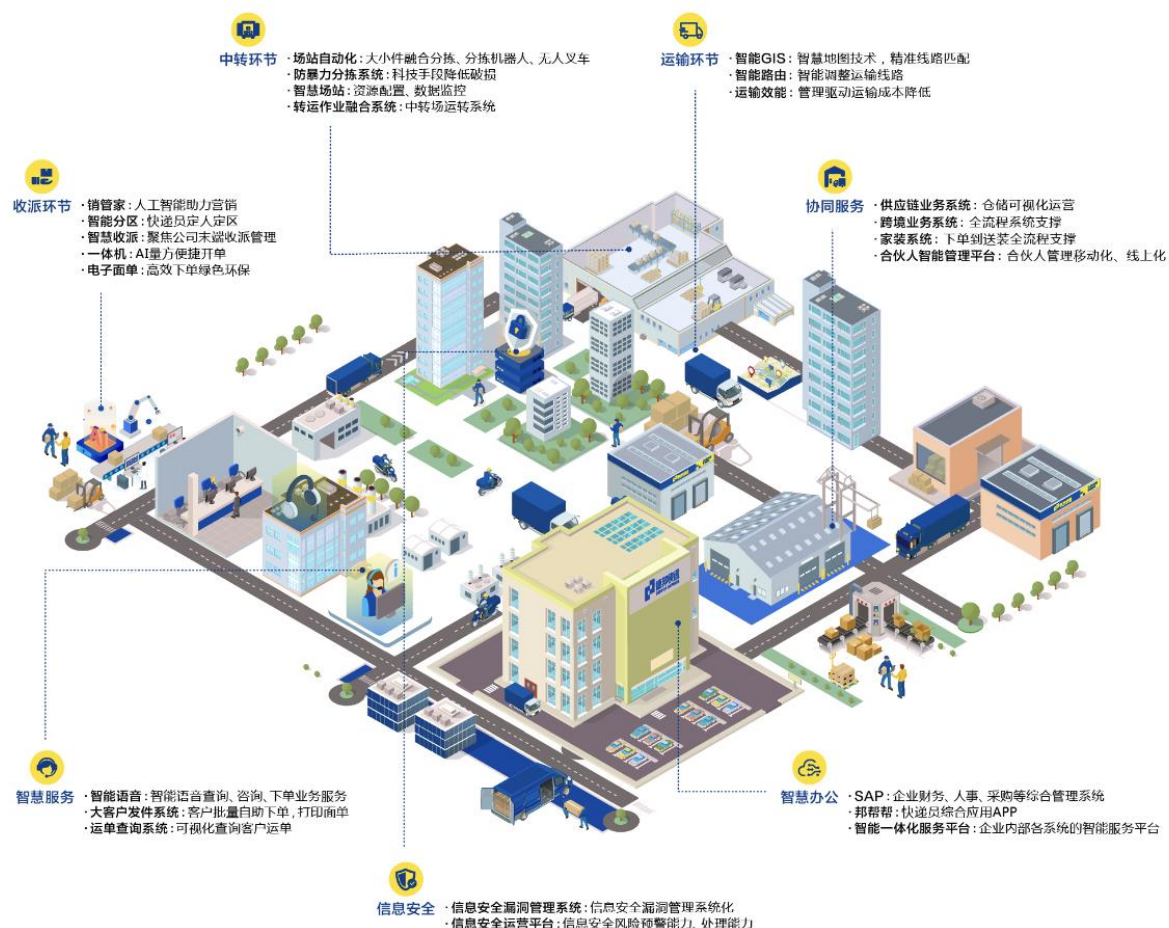 中转环节
·场站自动化：大小件融合分拣、分拣机器人、无人叉车
·防暴力分拣系统：科技手段降低破损
·智慧场站：资源配置、数据监控
·转运作业融合系统：中转场运转系统
运输环节
·智能GIS：智慧地图技术，精准线路匹配
·智能路由：智能调整运输线路
·运输效能：管理驱动运输成本降低
收派环节
·销管家：人工智能助力营销
·智能分区：快递员定人定区
·智慧收派：聚焦公司末端收派管理
·一体机：AI量方便捷开单
·电子面单：高效下单绿色环保
协同服务
·供应链业务系统：仓储可视化运营
·跨境业务系统：全流程系统支撑
·家装系统：下单到送装全流程支撑
·合伙人智能管理平台：合伙人管理移动化、线上化
智慧服务
·智能语音：智能语音查询、咨询、下单业务服务
·大客户发件系统：客户批量自助下单，打印面单
·运单查询系统：可视化查询客户运单
智慧办公
·SAP：企业财务、人事、采购等综合管理系统
·邦帮帮：快递员综合应用APP
·智能一体化服务平台：企业内部各系统的智能服务平台
信息安全
·信息安全漏洞管理系统：信息安全漏洞管理系统化
·信息安全运营平台：信息安全风险预警能力、处理能力